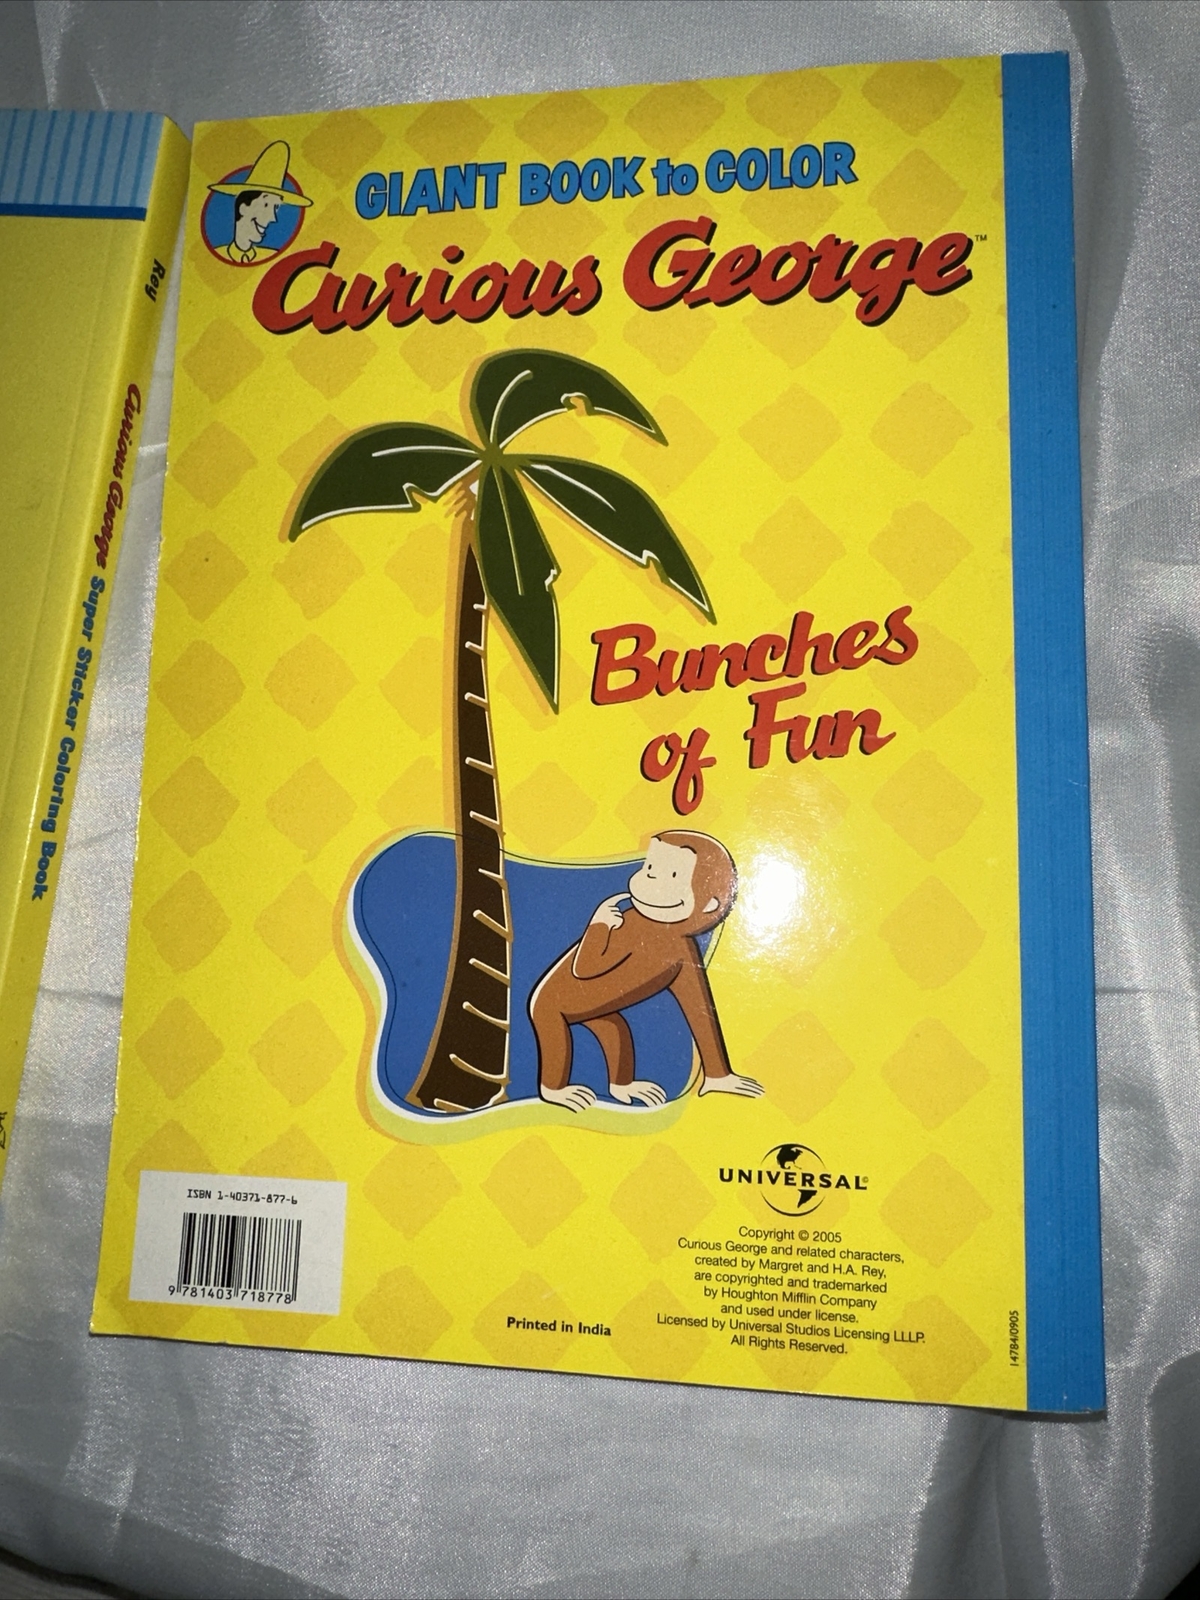 GIANT BOOK to COLOR
Curious George™
Bunches
of Fun
ISBN 1-40371-877-6
9 781403 718778
Printed in India
UNIVERSAL©
Copyright © 2005
Curious George and related characters,
created by Margret and H.A. Rey,
are copyrighted and trademarked
by Houghton Mifflin Company
and used under license.
Licensed by Universal Studios Licensing LLLP.
All Rights Reserved.
14784/0905
Rey Curious George Super Sticker Coloring Book